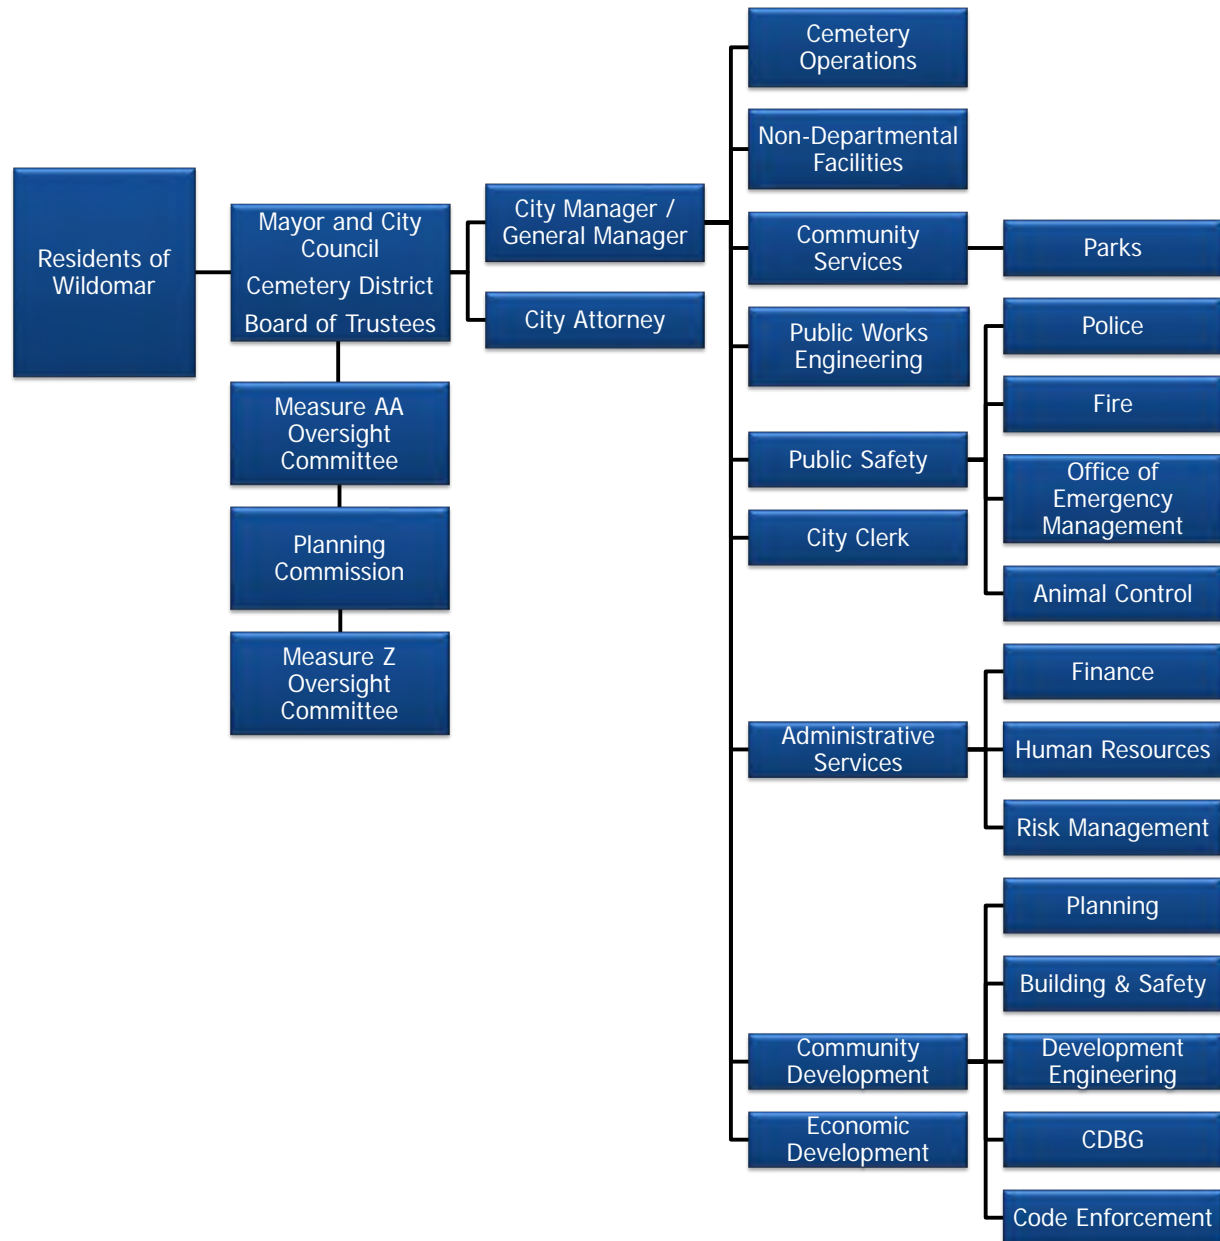 Residents of
Wildomar
Mayor and City
Council
Cemetery District
Board of Trustees
Measure AA
Oversight
Committee
Planning
Commission
Measure Z
Oversight
Committee
City Manager /
General Manager
City Attorney
Cemetery
Operations
Non-Departmental
Facilities
Community
Services
Parks
Public Works
Engineering
Public Safety
Police
Fire
Office of
Emergency
Management
Animal Control
City Clerk
Administrative
Services
Finance
Human Resources
Risk Management
Community
Development
Planning
Building & Safety
Development
Engineering
CDBG
Code Enforcement
Economic
Development